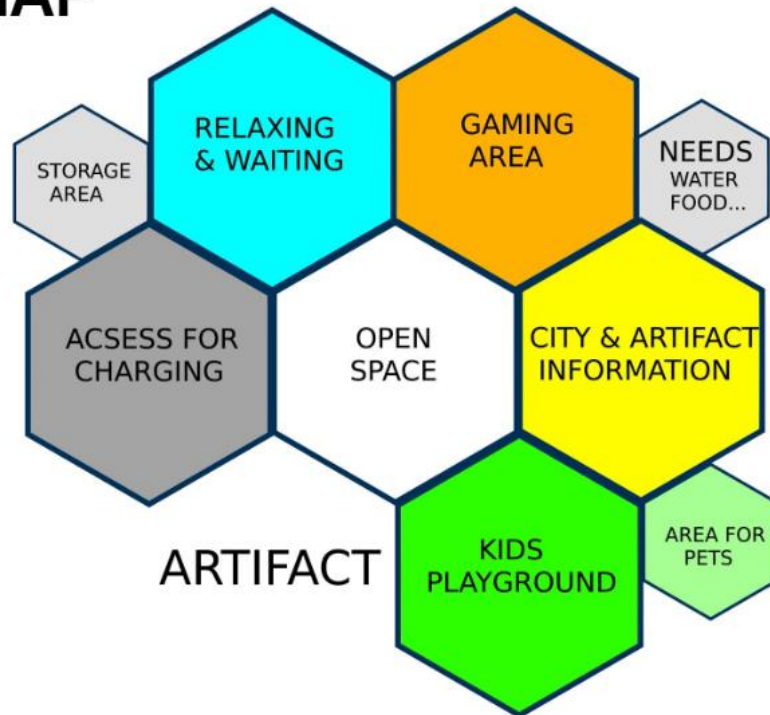 RELAXING
& WAITING
GAMING
AREA
STORAGE
AREA
NEEDS
WATER
FOOD...
ACSESS FOR
CHARGING
OPEN
SPACE
CITY & ARTIFACT
INFORMATION
ARTIFACT
KIDS
PLAYGROUND
AREA FOR
PETS